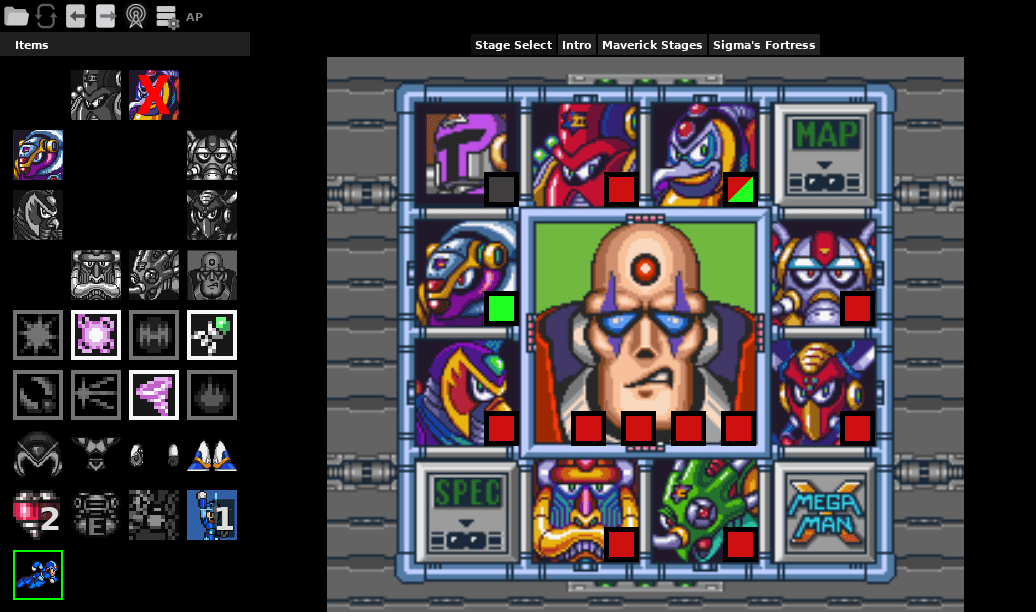 AP
Items
Stage Select
Intro
Maverick Stages
Sigma's Fortress
X
MAP
2
E
1
SPEC
MEGA
MAN
X